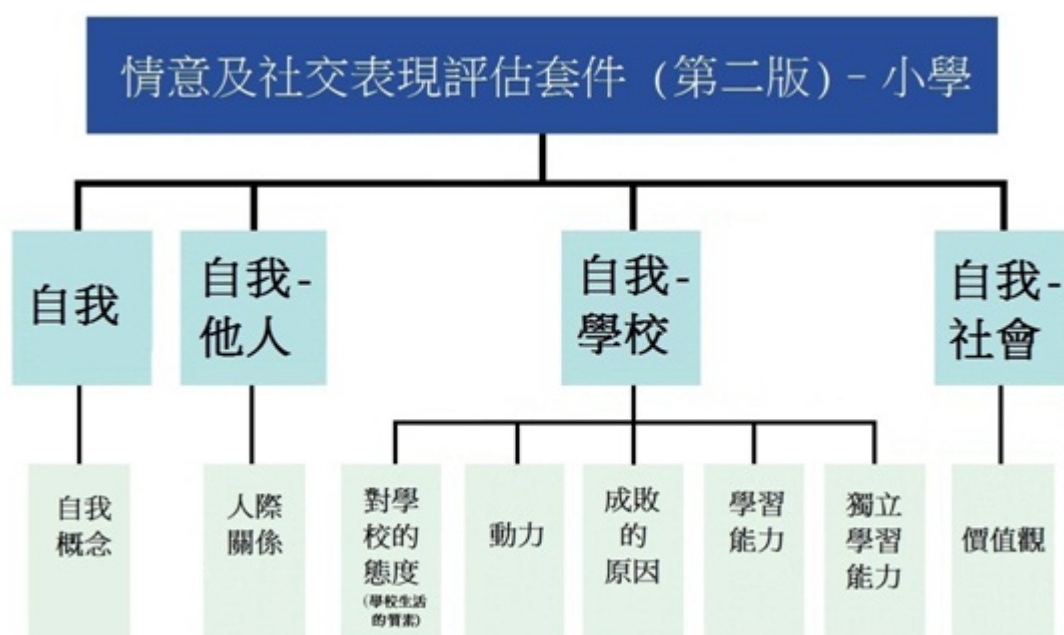 情意及社交表現評估套件 (第二版) - 小學
自我
自我-
他人
自我-
學校
自我-
社會
自我
概念
人際
關係
對學
校的
態度
(學校生活
的質素)
動力
成敗
的
原因
學習
能力
獨立
學習
能力
價值觀